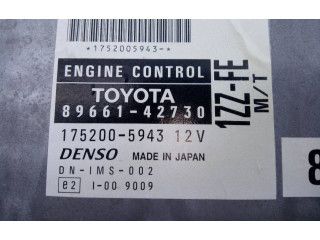 *1752005943-*
ENGINE CONTROL
TOYOTA
89661-42730
1ZZ-FE
M/T
175200-5943 12V
DENSO MADE IN JAPAN
DN-IMS-002
e2 I-00 9009
8